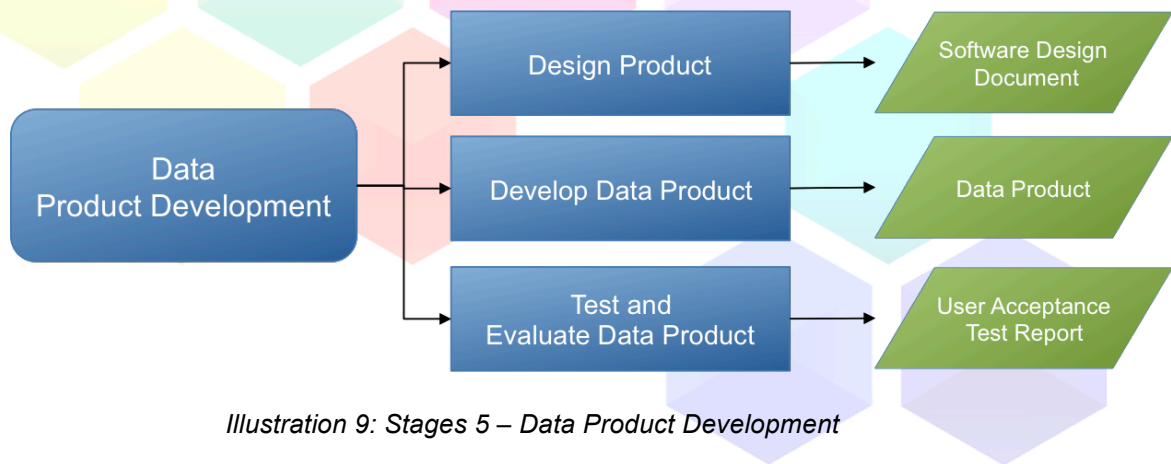 Data
Product Development
Design Product
Software Design
Document
Develop Data Product
Data Product
Test and
Evaluate Data Product
User Acceptance
Test Report
Illustration 9: Stages 5 – Data Product Development